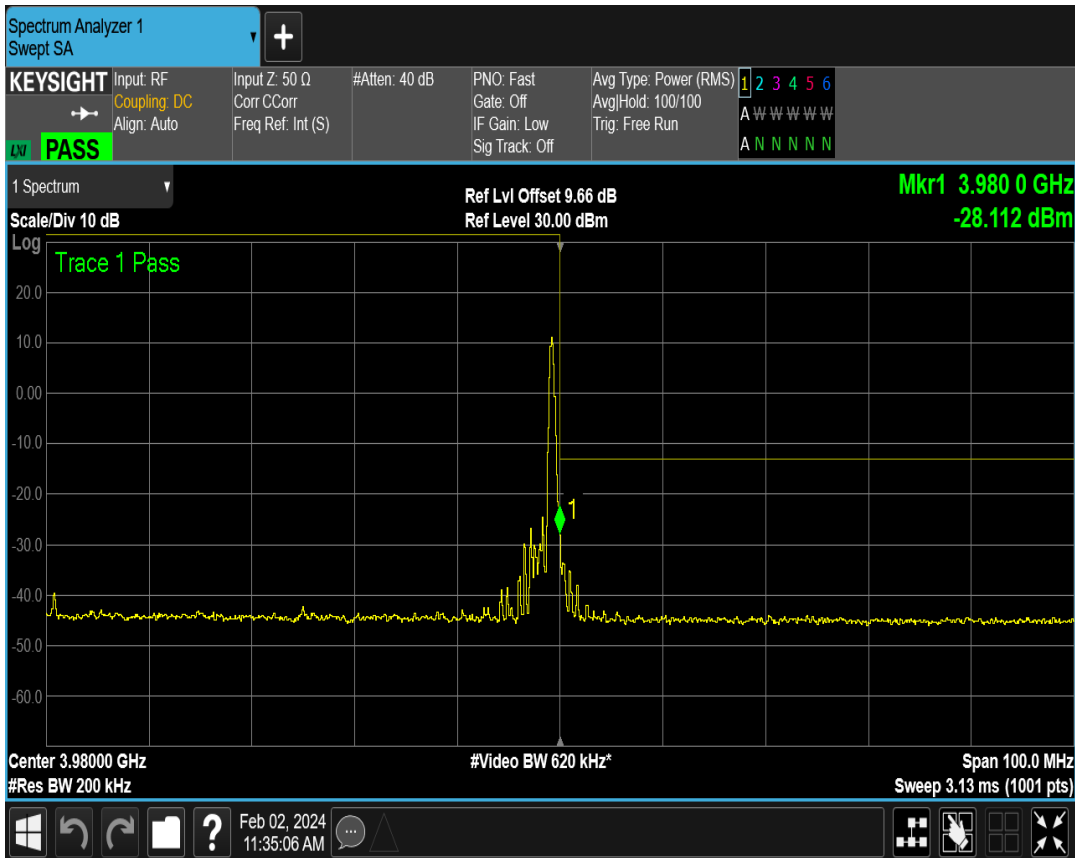 Spectrum Analyzer 1
Swept SA
+
KEYSIGHT
LXI PASS
Input: RF
Coupling: DC
Align: Auto
Input Z: 50 Ω
Corr CCorr
Freq Ref: Int (S)
#Atten: 40 dB
PNO: Fast
Gate: Off
IF Gain: Low
Sig Track: Off
Avg Type: Power (RMS)
Avg|Hold: 100/100
Trig: Free Run
1 2 3 4 5 6
A W W W W W
A N N N N N
1 Spectrum
Scale/Div 10 dB
Ref Lvl Offset 9.66 dB
Ref Level 30.00 dBm
Mkr1 3.980 0 GHz
-28.112 dBm
Log
Trace 1 Pass
20.0
10.0
0.00
-10.0
-20.0
-30.0
-40.0
-50.0
-60.0
1
Center 3.98000 GHz
#Res BW 200 kHz
#Video BW 620 kHz*
Span 100.0 MHz
Sweep 3.13 ms (1001 pts)
?
Feb 02, 2024
11:35:06 AM